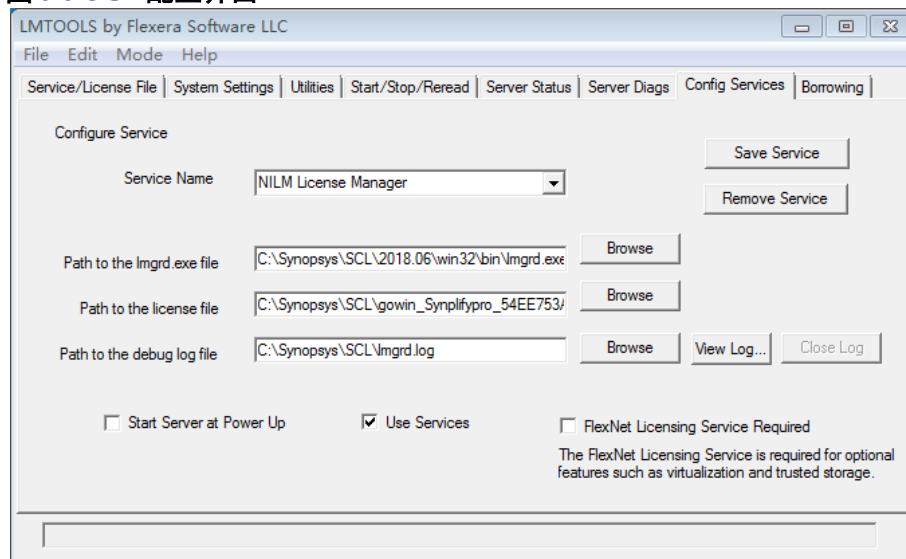 LMTOOLS by Flexera Software LLC
File Edit Mode Help
Service/License File System Settings Utilities Start/Stop/Reread Server Status Server Diags Config Services Borrowing
Configure Service
Save Service
Service Name NILM License Manager
Remove Service
Path to the lmgrd.exe file C:\Synopsys\SCL\2018.06\win32\bin\lmgrd.exe Browse
Path to the license file C:\Synopsys\SCL\gowin_Synplifypro_54EE753 Browse
Path to the debug log file C:\Synopsys\SCL\lmgrd.log Browse View Log... Close Log
Start Server at Power Up Use Services FlexNet Licensing Service Required
The FlexNet Licensing Service is required for optional
features such as virtualization and trusted storage.